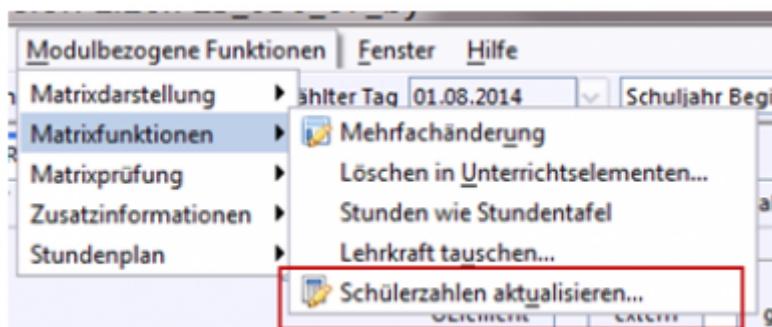 Modulbezogene Funktionen Fenster Hilfe
Matrixdarstellung ählter Tag 01.08.2014 Schuljahr Begi
Matrixfunktionen Mehrfachänderung
Matrixprüfung Löschen in Unterrichtselementen...
Zusatzinformationen Stunden wie Stundentafel
Stundenplan Lehrkraft tauschen...
Schülerzahlen aktualisieren...